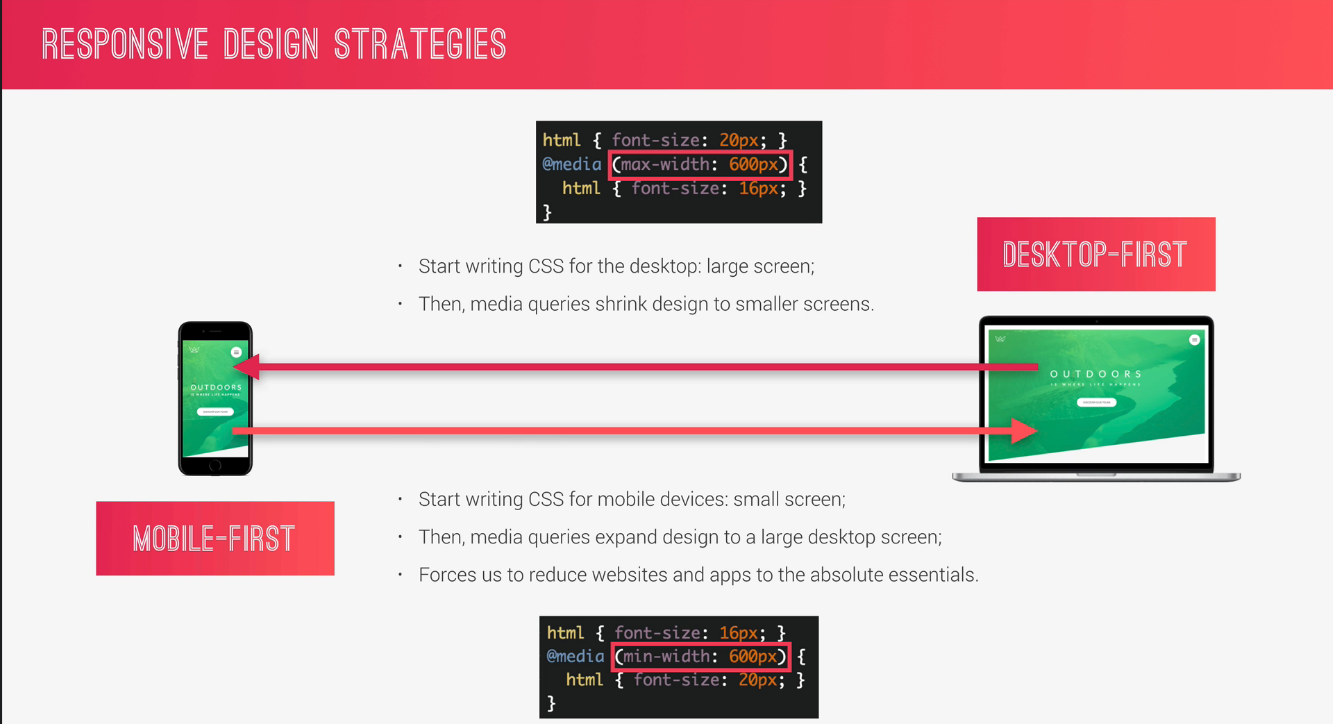 RESPONSIVE DESIGN STRATEGIES
html { font-size: 20px; }
@media (max-width: 600px) {
  html { font-size: 16px; }
}
DESKTOP-FIRST
• Start writing CSS for the desktop: large screen;
• Then, media queries shrink design to smaller screens.
OUTDOORS
IS WHERE LIFE HAPPENS
OUTDOORS
IS WHERE LIFE HAPPENS
MOBILE-FIRST
• Start writing CSS for mobile devices: small screen;
• Then, media queries expand design to a large desktop screen;
• Forces us to reduce websites and apps to the absolute essentials.
html { font-size: 16px; }
@media (min-width: 600px) {
  html { font-size: 20px; }
}